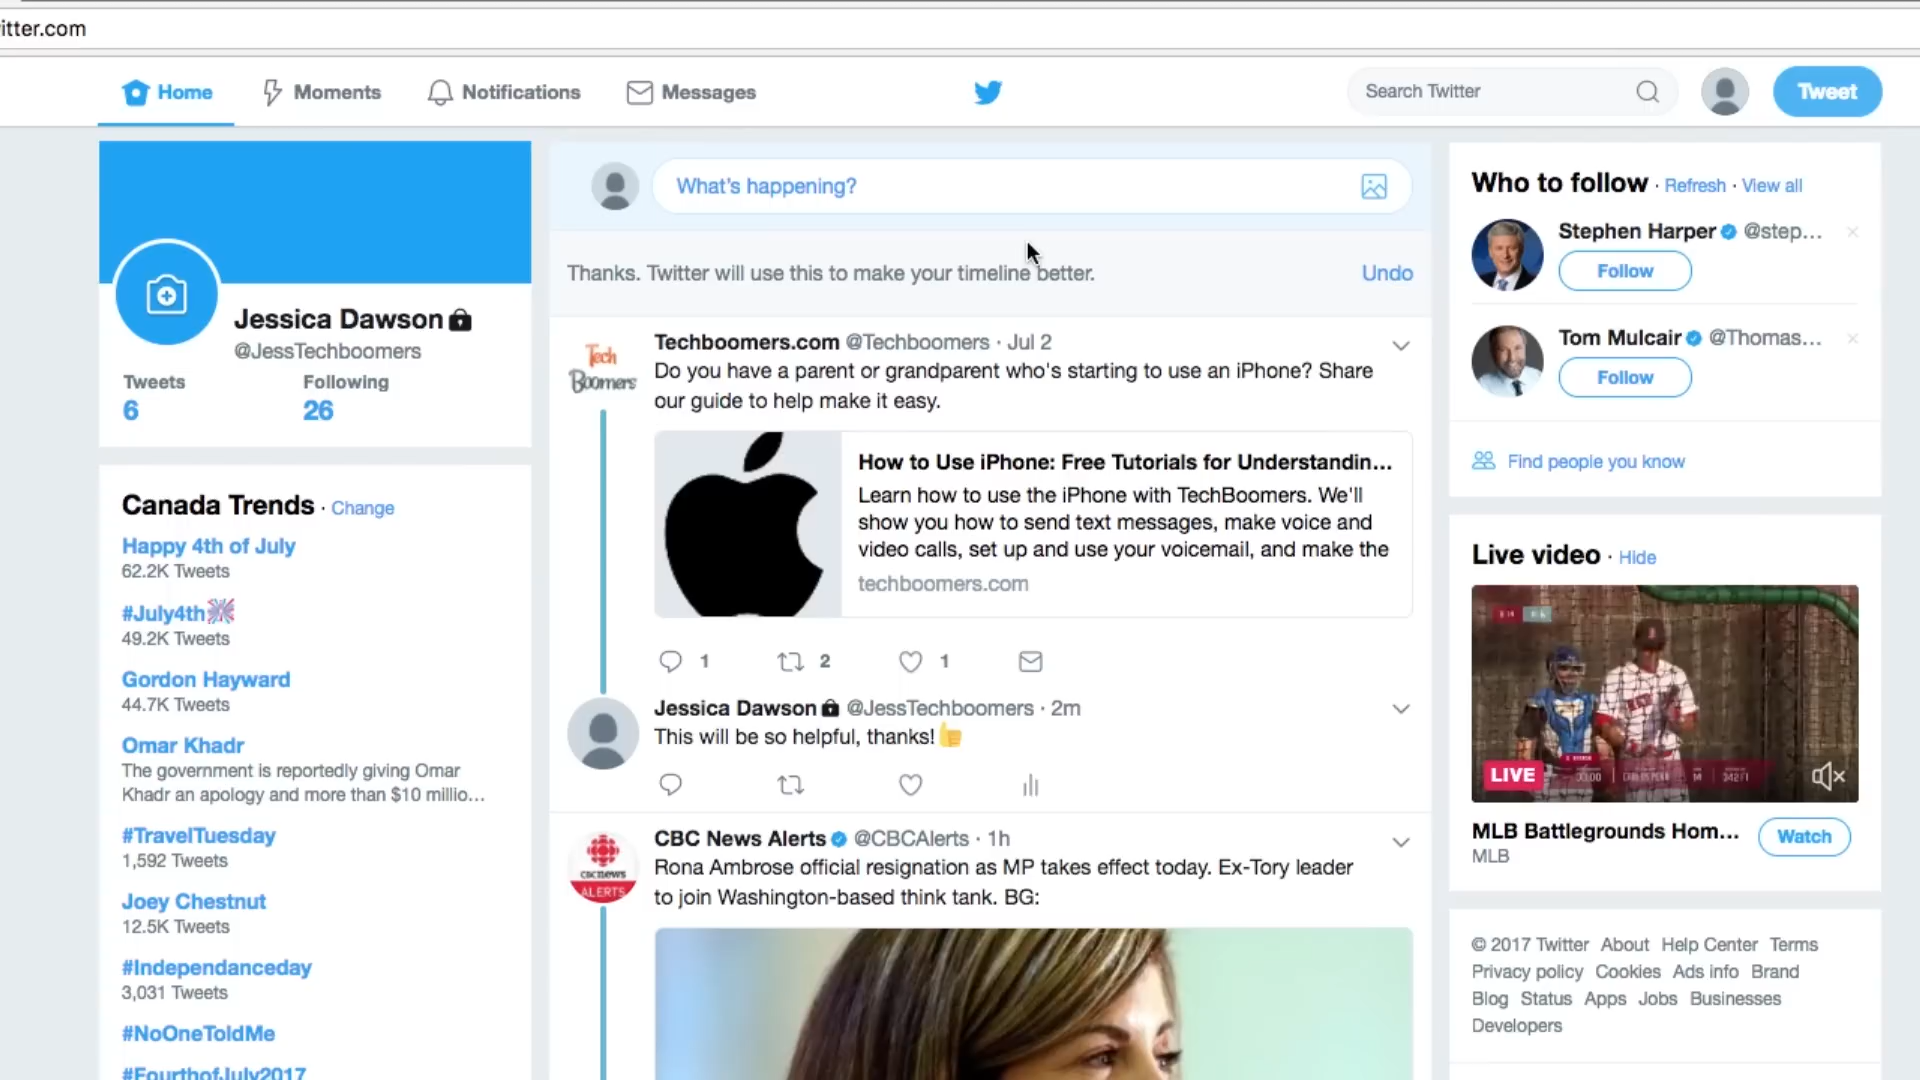 itter.com
Home
Moments
Notifications
Messages
Search Twitter
Tweet
Jessica Dawson
@JessTechboomers
Tweets
Following
6
26
Canada Trends · Change
Happy 4th of July
62.2K Tweets
#July4th
49.2K Tweets
Gordon Hayward
44.7K Tweets
Omar Khadr
The government is reportedly giving Omar
Khadr an apology and more than $10 millio...
#TravelTuesday
1,592 Tweets
Joey Chestnut
12.5K Tweets
#Independanceday
3,031 Tweets
#NoOneToldMe
#FourthofJuly2017
What's happening?
Thanks. Twitter will use this to make your timeline better.
Undo
Tech
Boomers
Techboomers.com @Techboomers · Jul 2
Do you have a parent or grandparent who's starting to use an iPhone? Share
our guide to help make it easy.
How to Use iPhone: Free Tutorials for Understandin...
Learn how to use the iPhone with TechBoomers. We'll
show you how to send text messages, make voice and
video calls, set up and use your voicemail, and make the
techboomers.com
1
2
1
Jessica Dawson @JessTechboomers · 2m
This will be so helpful, thanks!
CBC NEWS
ALERTS
CBC News Alerts @CBCAlerts · 1h
Rona Ambrose official resignation as MP takes effect today. Ex-Tory leader
to join Washington-based think tank. BG:
Who to follow · Refresh · View all
Stephen Harper @step...
Follow
Tom Mulcair @Thomas...
Follow
Find people you know
Live video · Hide
LIVE
MLB Battlegrounds Hom...
MLB
Watch
© 2017 Twitter About Help Center Terms
Privacy policy Cookies Ads info Brand
Blog Status Apps Jobs Businesses
Developers